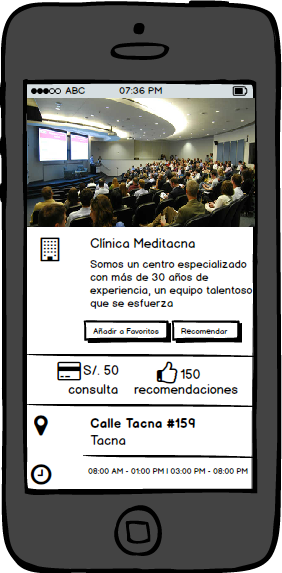 ABC 07:36 PM
Clínica Meditacna
Somos un centro especializado
con más de 30 años de
experiencia, un equipo talentoso
que se esfuerza
Añadir a Favoritos Recomendar
S/. 50 150
consulta recomendaciones
Calle Tacna #159
Tacna
08:00 AM - 01:00 PM | 03:00 PM - 08:00 PM